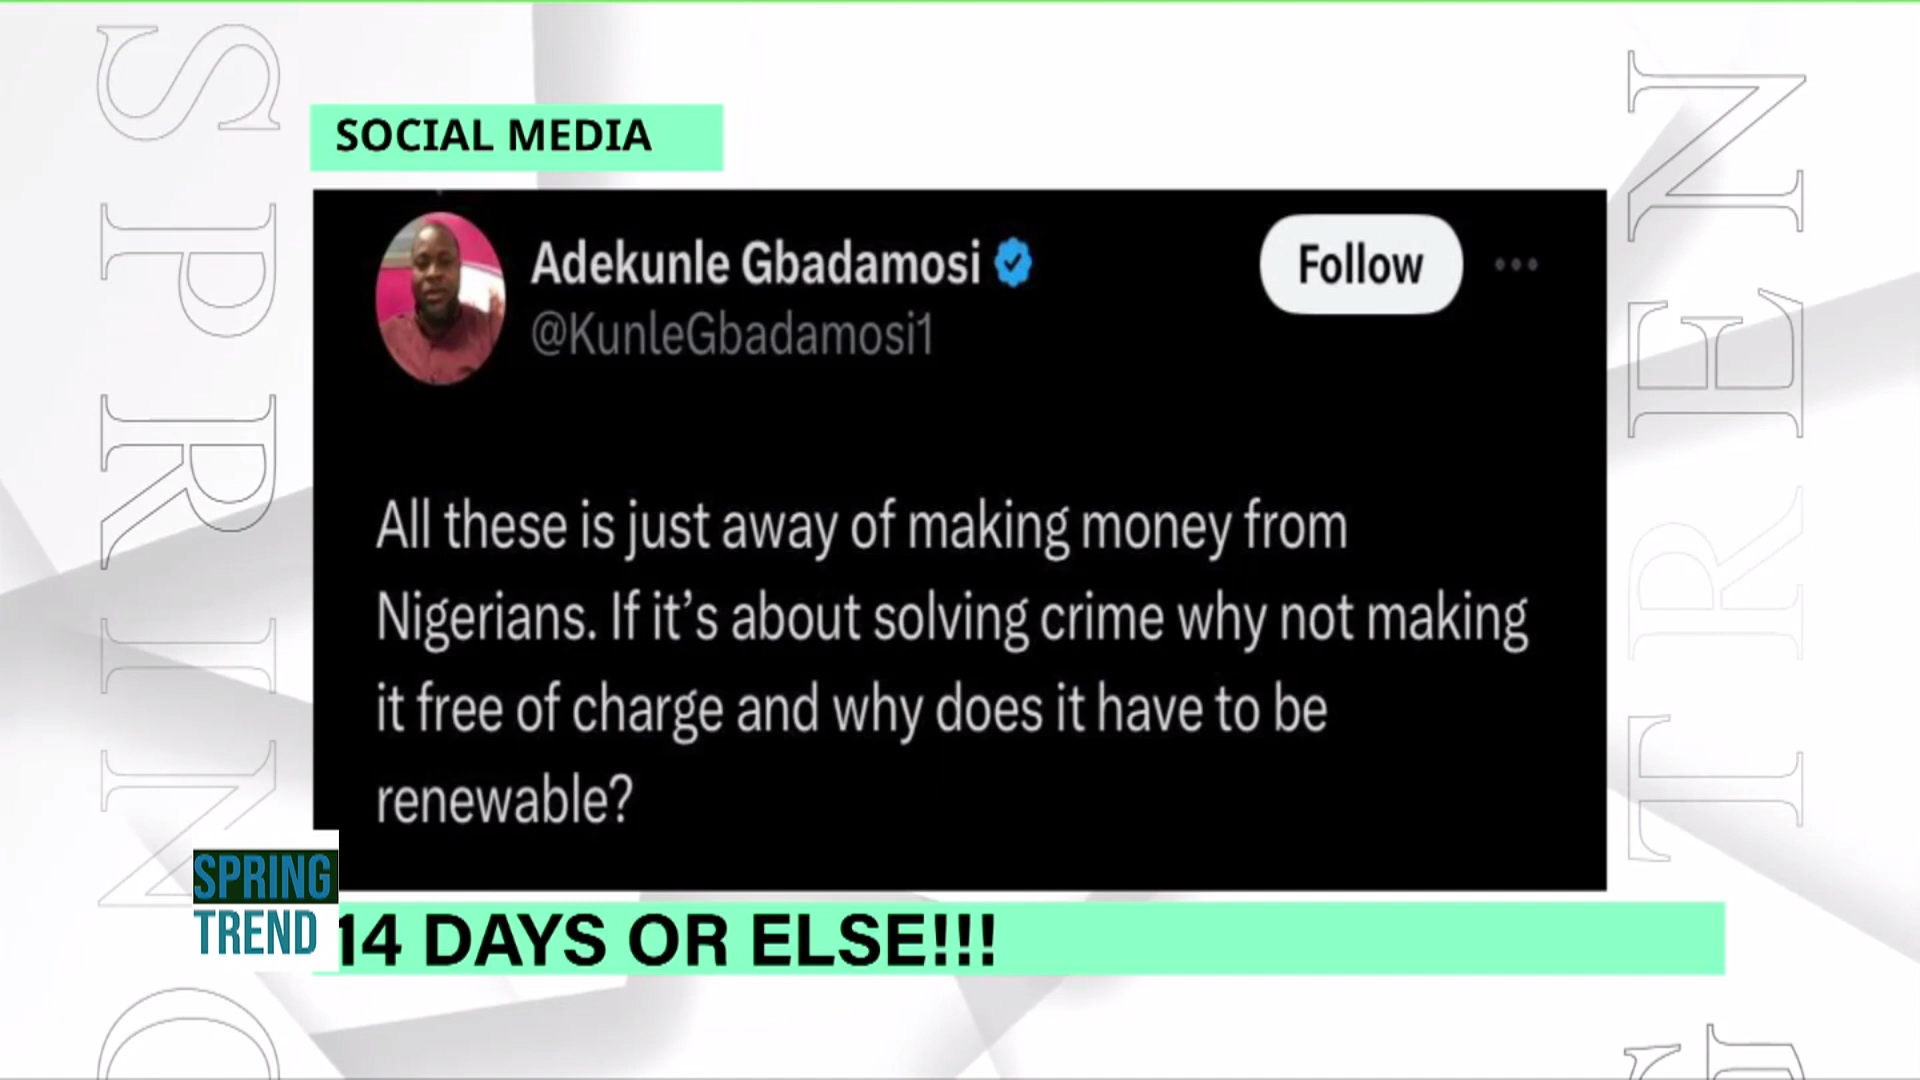 SOCIAL MEDIA
Adekunle Gbadamosi
@KunleGbadamosi1
Follow
All these is just away of making money from
Nigerians. If it's about solving crime why not making
it free of charge and why does it have to be
renewable?
SPRING
TREND
14 DAYS OR ELSE!!!
SPRING
TREN